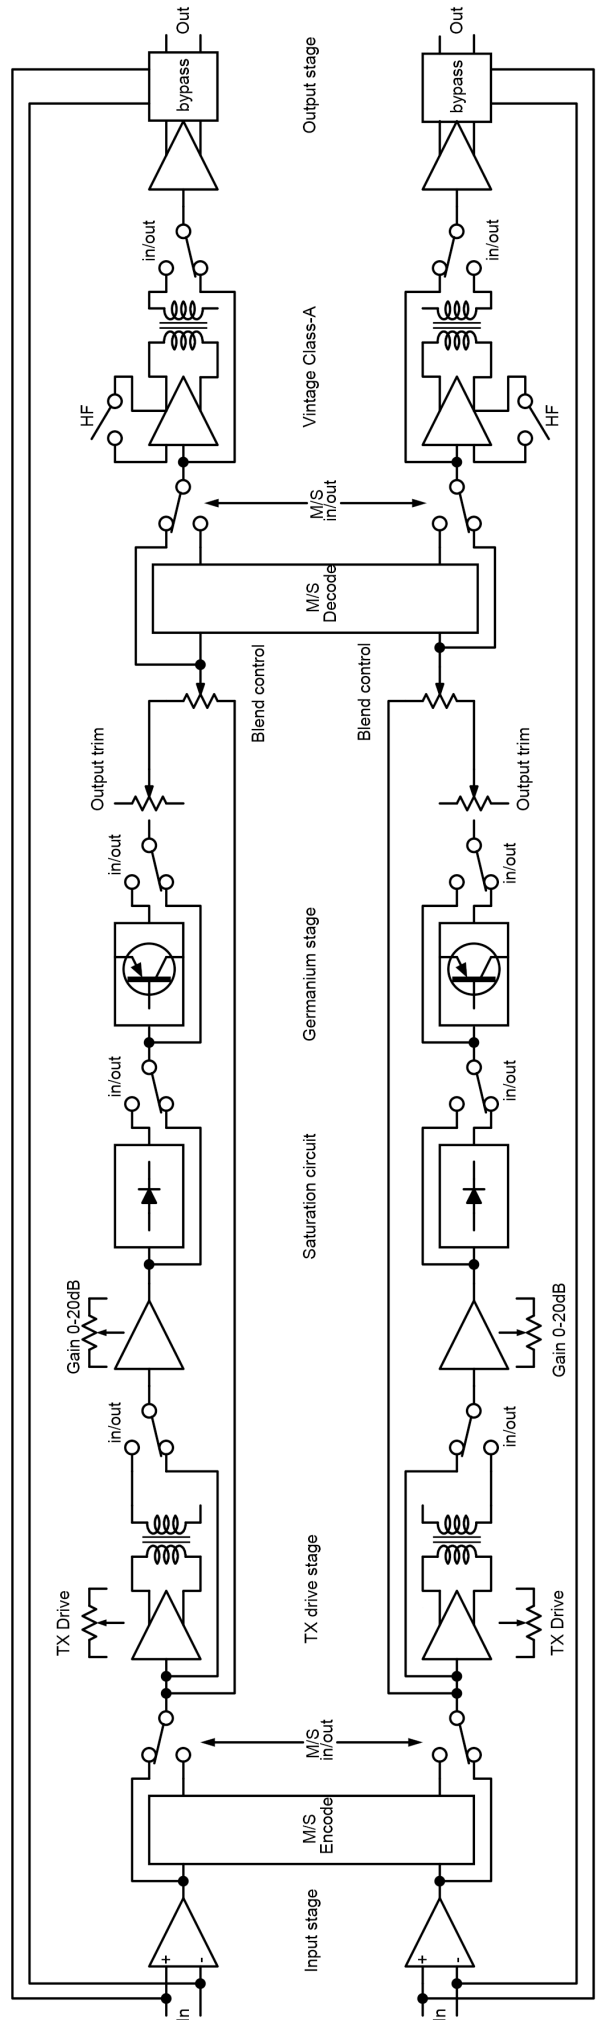 TX Drive
Gain 0-20dB
HF
Output trim
in/out
in/out
in/out
in/out
+
-
In
bypass
Out
Blend control
Input stage
M/S
Encode
M/S
in/out
TX drive stage
Saturation circuit
Germanium stage
M/S
Decode
M/S
in/out
Vintage Class-A
Output stage
Blend control
+
-
In
bypass
Out
in/out
in/out
in/out
in/out
Output trim
TX Drive
Gain 0-20dB
HF